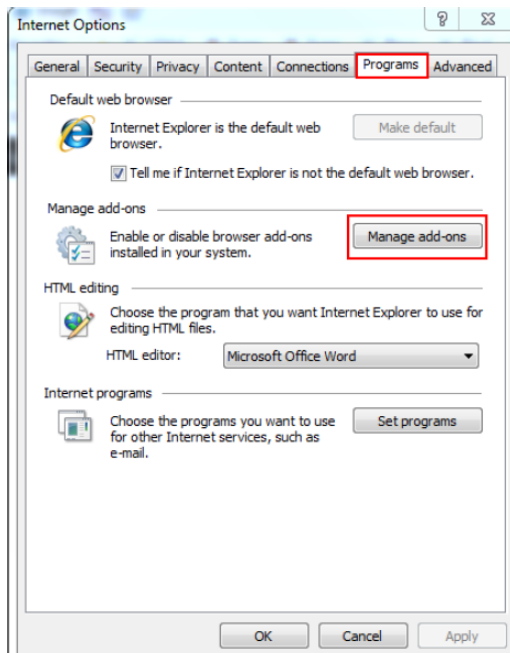 Internet Options
General Security Privacy Content Connections Programs Advanced
Default web browser
Internet Explorer is the default web
browser.
Make default
Tell me if Internet Explorer is not the default web browser.
Manage add-ons
Enable or disable browser add-ons
installed in your system.
Manage add-ons
HTML editing
Choose the program that you want Internet Explorer to use for
editing HTML files.
HTML editor: Microsoft Office Word
Internet programs
Choose the programs you want to use
for other Internet services, such as
e-mail.
Set programs
OK Cancel Apply